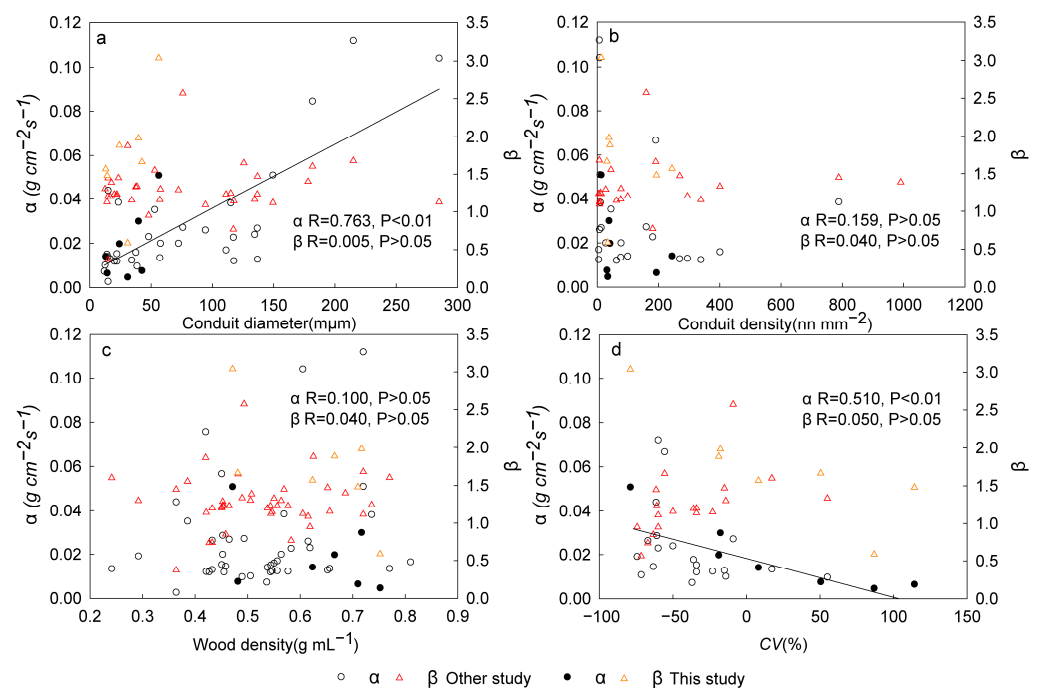 0.12
0.10
0.08
0.06
0.04
0.02
0.00
α (g cm−2s−1)
a
3.5
3.0
2.5
2.0
1.5
1.0
0.5
0.0
β
α R=0.763, P<0.01
β R=0.005, P>0.05
0 50 100 150 200 250 300
Conduit diameter(mμm)
0.12
0.10
0.08
0.06
0.04
0.02
0.00
α (g cm−2s−1)
b
3.5
3.0
2.5
2.0
1.5
1.0
0.5
0.0
β
α R=0.159, P>0.05
β R=0.040, P>0.05
0 200 400 600 800 1000 1200
Conduit density(nn mm−2)
0.12
0.10
0.08
0.06
0.04
0.02
0.00
α (g cm−2s−1)
c
3.5
3.0
2.5
2.0
1.5
1.0
0.5
0.0
β
α R=0.100, P>0.05
β R=0.040, P>0.05
0.2 0.3 0.4 0.5 0.6 0.7 0.8 0.9
Wood density(g mL−1)
0.12
0.10
0.08
0.06
0.04
0.02
0.00
α (g cm−2s−1)
d
3.5
3.0
2.5
2.0
1.5
1.0
0.5
0.0
β
α R=0.510, P<0.01
β R=0.050, P>0.05
−100 −50 0 50 100 150
CV(%)
α β Other study α β This study